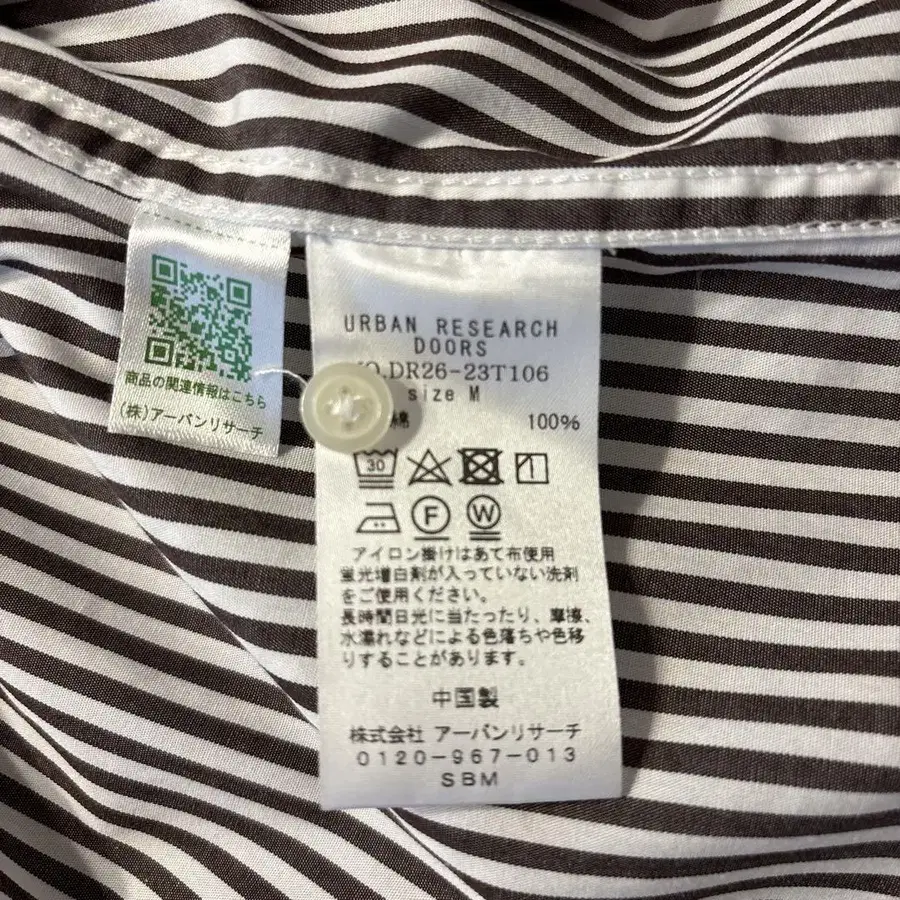 商品の関連情報はこちら
(株)アーバンリサーチ
URBAN RESEARCH
DOORS
DR26-23T106
size M
綿 100%
30
F
W
アイロン掛けはあて布使用
蛍光増白剤が入っていない洗剤
をご使用ください。
長時間日光に当たったり、摩擦、
水濡れなどによる色落ちや色移
りすることがあります。
中国製
株式会社 アーバンリサーチ
0120-967-013
SBM